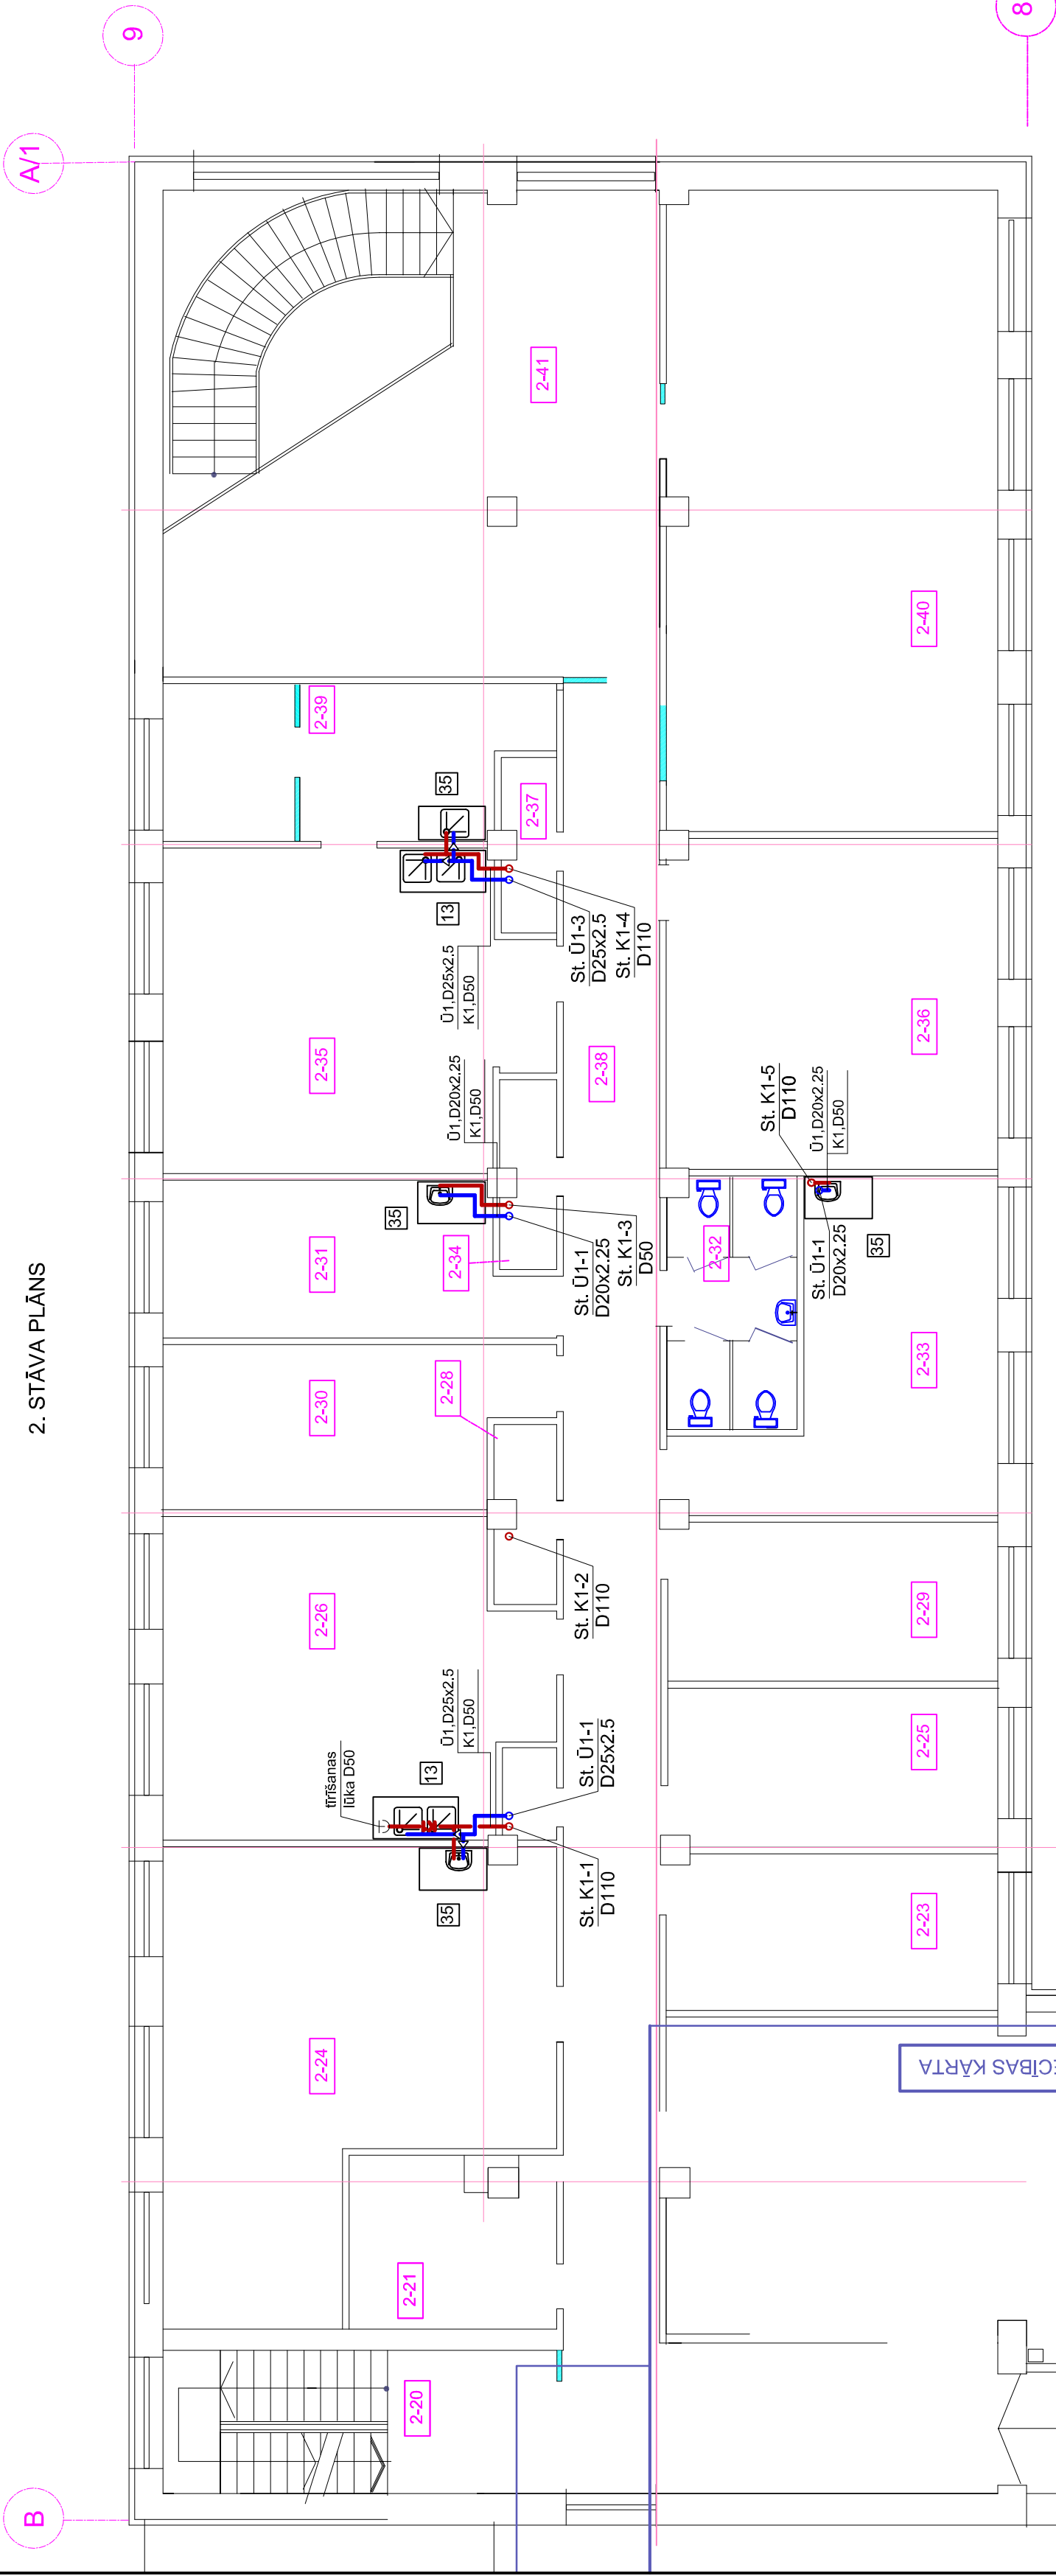 2. STĀVA PLĀNS
B
A/1
9
8
2-20
2-21
2-24
35
tīrīšanas
lūka D50
13
Ū1,D25x2.5
K1,D50
St. K1-1
D110
St. Ū1-1
D25x2.5
2-26
St. K1-2
D110
2-28
2-30
2-31
35
2-34
Ū1,D20x2.25
K1,D50
St. Ū1-1
D20x2.25
St. K1-3
D50
2-35
2-38
Ū1,D25x2.5
K1,D50
13
35
St. Ū1-3
D25x2.5
St. K1-4
D110
2-37
2-39
2-41
2-23
2-25
2-29
2-33
2-32
35
St. Ū1-1
D20x2.25
St. K1-5
D110
Ū1,D20x2.25
K1,D50
2-36
2-40
KĀRTA